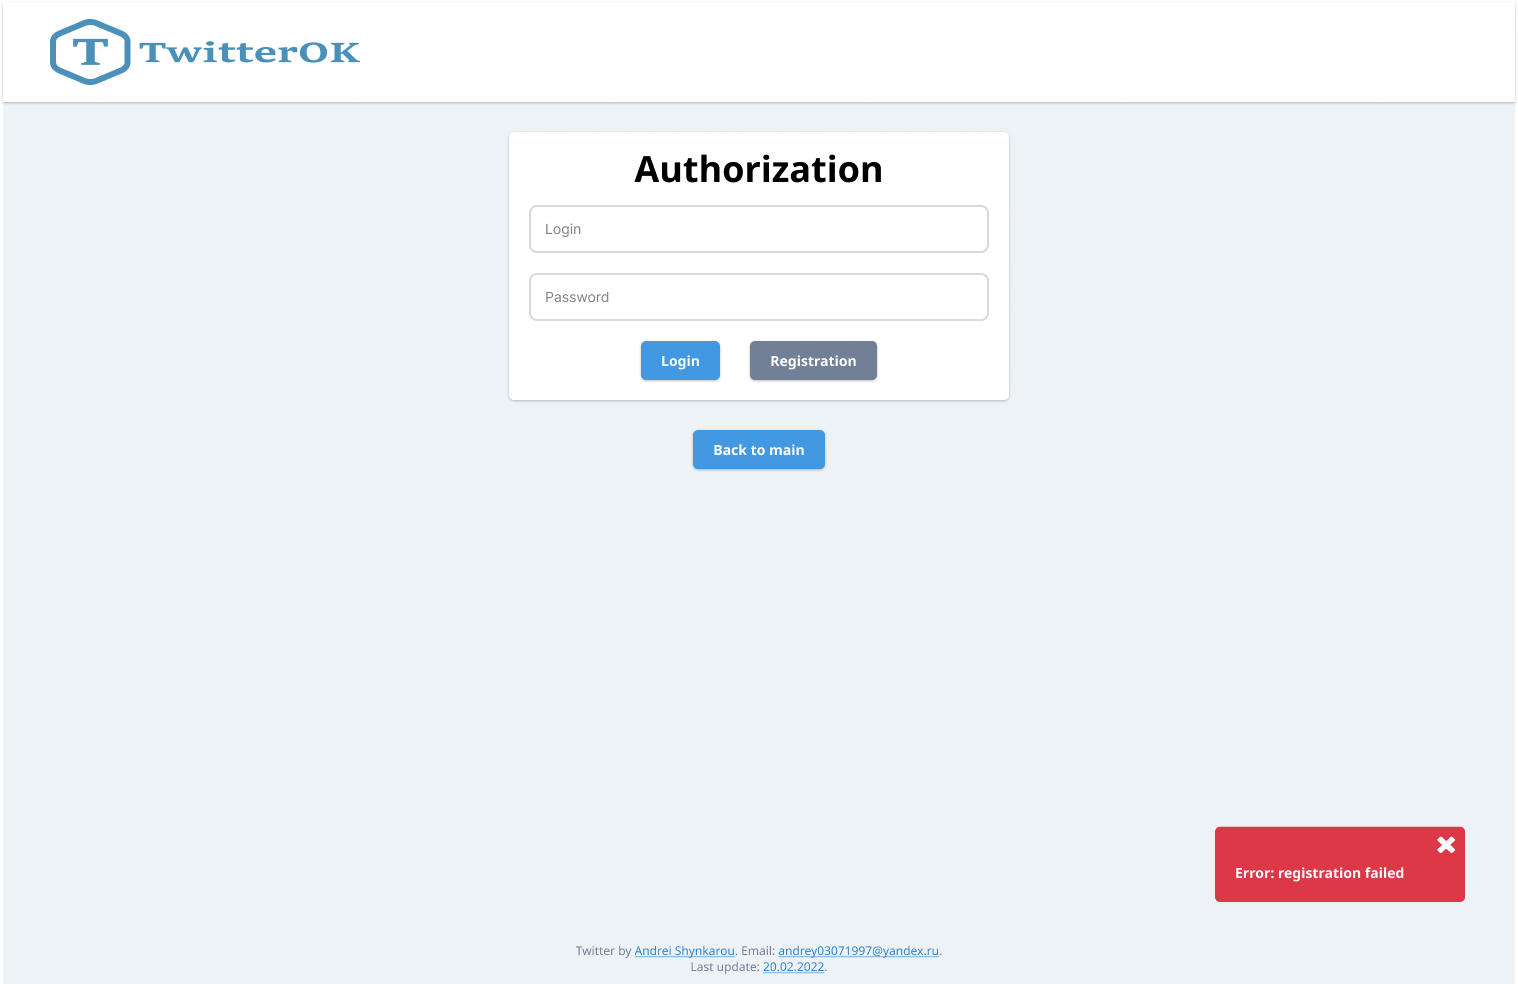 T TwitterOK
Authorization
Login
Password
Login Registration
Back to main
Error: registration failed
Twitter by Andrei Shynkarou. Email: andrey03071997@yandex.ru.
Last update: 20.02.2022.